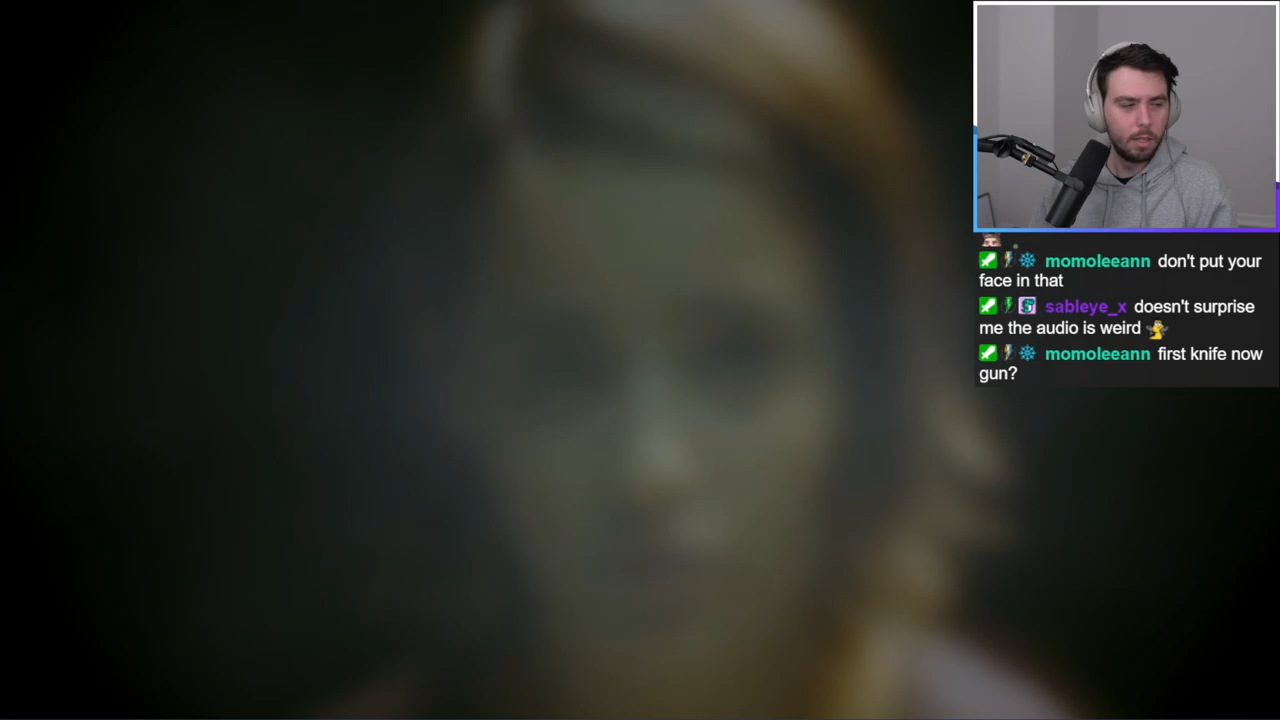 momoleeann don't put your
face in that
sableye_x doesn't surprise
me the audio is weird
momoleeann first knife now
gun?